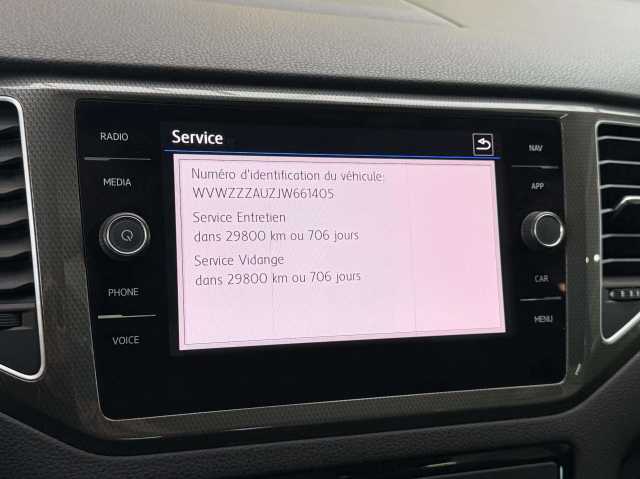 RADIO
MEDIA
PHONE
VOICE
Service
Numéro d'identification du véhicule:
WVWZZZAUZJW661405
Service Entretien
dans 29800 km ou 706 jours
Service Vidange
dans 29800 km ou 706 jours
NAV
APP
CAR
MENU